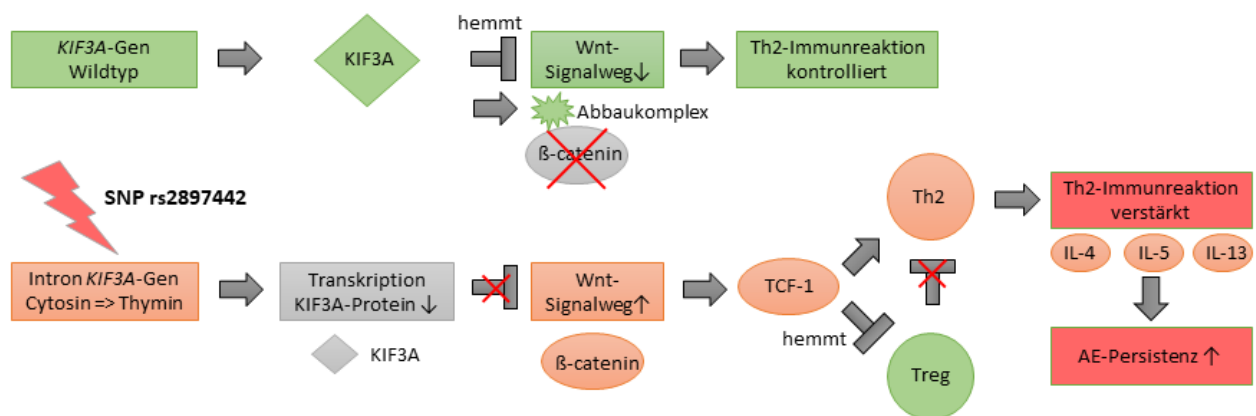 hemmt
KIF3A-Gen
Wildtyp
KIF3A
Wnt-
Signalweg↓
Th2-Immunreaktion
kontrolliert
Abbaukomplex
ß-catenin
SNP rs2897442
Th2
Th2-Immunreaktion
verstärkt
IL-4
IL-5
IL-13
Intron KIF3A-Gen
Cytosin => Thymin
Transkription
KIF3A-Protein ↓
Wnt-
Signalweg↑
TCF-1
hemmt
KIF3A
ß-catenin
Treg
AE-Persistenz ↑